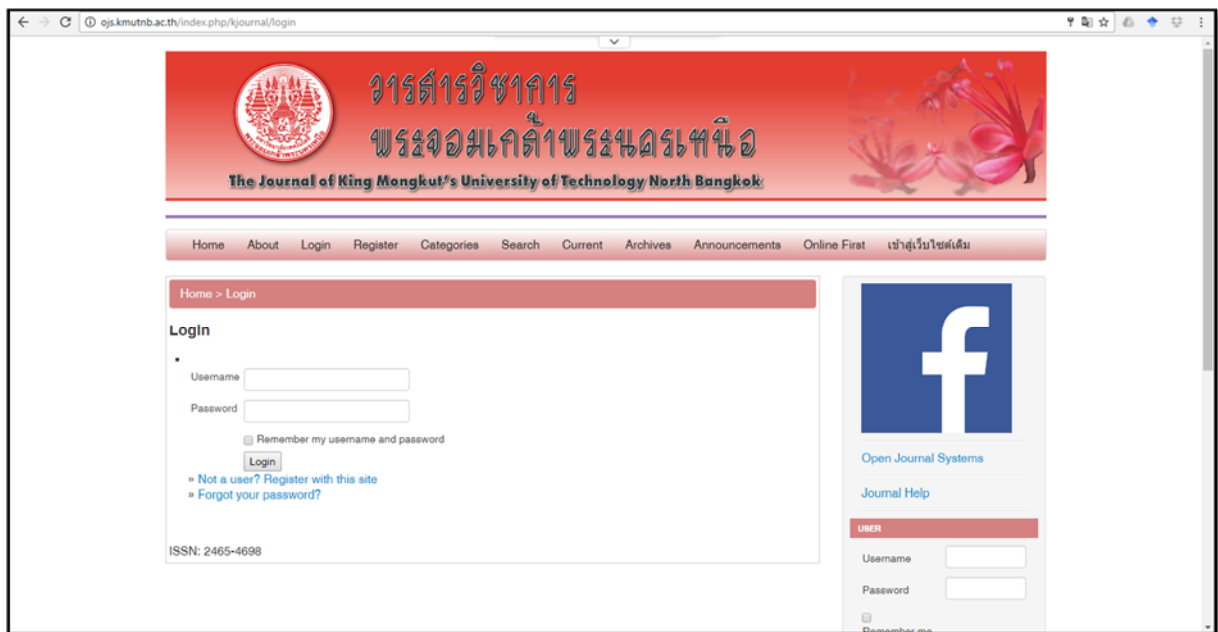 ojs.kmutnb.ac.th/index.php/kjournal/login
วารสารวิชาการ
พระจอมเกล้าพระนครเหนือ
The Journal of King Mongkut's University of Technology North Bangkok
Home About Login Register Categories Search Current Archives Announcements Online First เข้าสู่เว็บไซต์เดิม
Home > Login
Login
Username
Password
Remember my username and password
Login
» Not a user? Register with this site
» Forgot your password?
ISSN: 2465-4698
f
Open Journal Systems
Journal Help
USER
Username
Password
Remember me